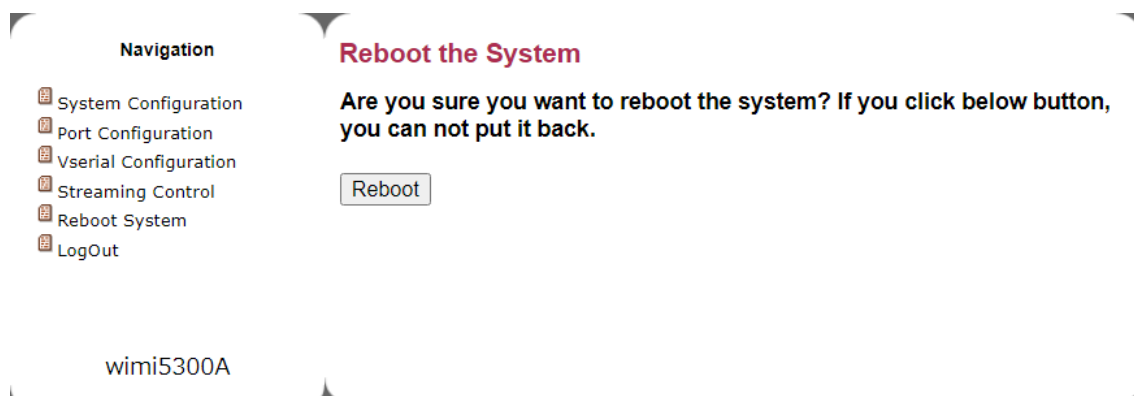 Navigation
System Configuration
Port Configuration
Vserial Configuration
Streaming Control
Reboot System
LogOut
wimi5300A
Reboot the System
Are you sure you want to reboot the system? If you click below button,
you can not put it back.
Reboot